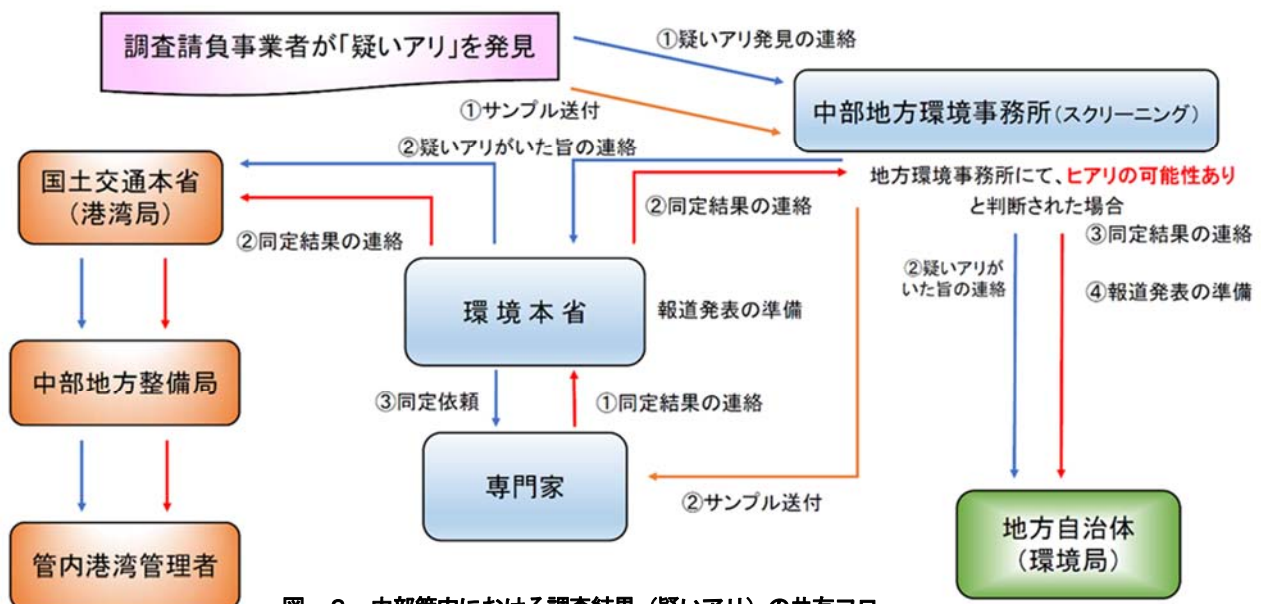 調査請負事業者が「疑いアリ」を発見
①疑いアリ発見の連絡
①サンプル送付
中部地方環境事務所(スクリーニング)
②疑いアリがいた旨の連絡
地方環境事務所にて、ヒアリの可能性あり
と判断された場合
国土交通本省
(港湾局)
②同定結果の連絡
②同定結果の連絡
③同定結果の連絡
②疑いアリが
いた旨の連絡
④報道発表の準備
環境本省
報道発表の準備
中部地方整備局
③同定依頼
①同定結果の連絡
専門家
②サンプル送付
地方自治体
(環境局)
管内港湾管理者